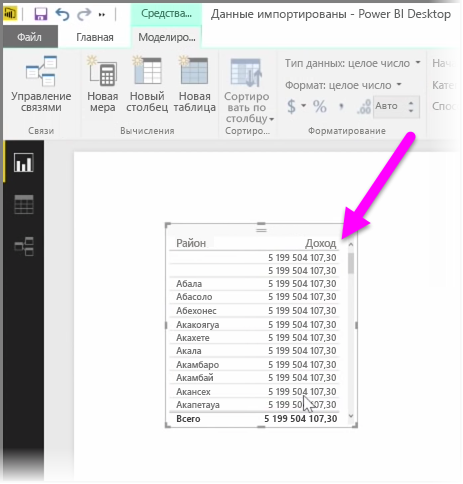 Средства... Данные импортированы - Power BI Desktop
Файл Главная Моделиро...
Управление связями
Новая мера
Новый столбец
Новая таблица
Сортиро вать по столбцу
Тип данных: целое число
Формат: целое число
$ % , .00 Авто
Нача
Кате
Спос
Связи Вычисления Сортиро... Форматирование
Район Доход
5 199 504 107,30
5 199 504 107,30
Абала 5 199 504 107,30
Абасоло 5 199 504 107,30
Абехонес 5 199 504 107,30
Акакоягуа 5 199 504 107,30
Акахете 5 199 504 107,30
Акала 5 199 504 107,30
Акамбаро 5 199 504 107,30
Акамбай 5 199 504 107,30
Акансех 5 199 504 107,30
Акапетауа 5 199 504 107,30
Всего 5 199 504 107,30